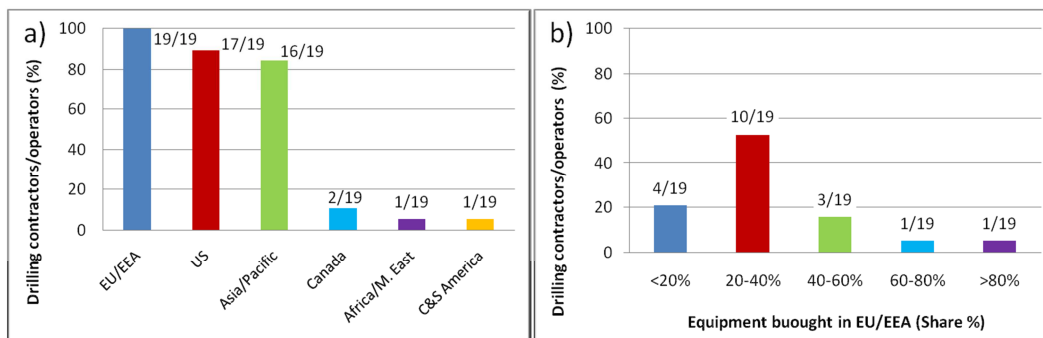 a)
Drilling contractors/operators (%)
100
80
60
40
20
0
19/19
17/19
16/19
2/19
1/19
1/19
EU/EEA
US
Asia/Pacific
Canada
Africa/M. East
C&S America
b)
Drilling contractors/operators (%)
100
80
60
40
20
0
4/19
10/19
3/19
1/19
1/19
<20%
20-40%
40-60%
60-80%
>80%
Equipment buought in EU/EEA (Share %)